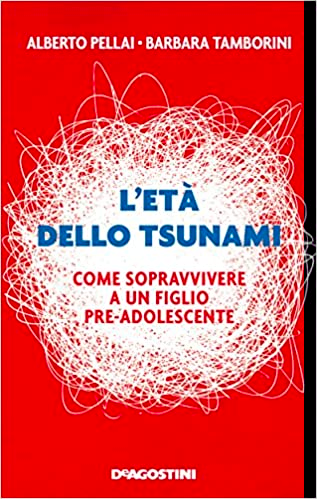 ALBERTO PELLAI · BARBARA TAMBORINI
L'ETÀ
DELLO TSUNAMI
COME SOPRAVVIVERE
A UN FIGLIO
PRE-ADOLESCENTE
DEAGOSTINI